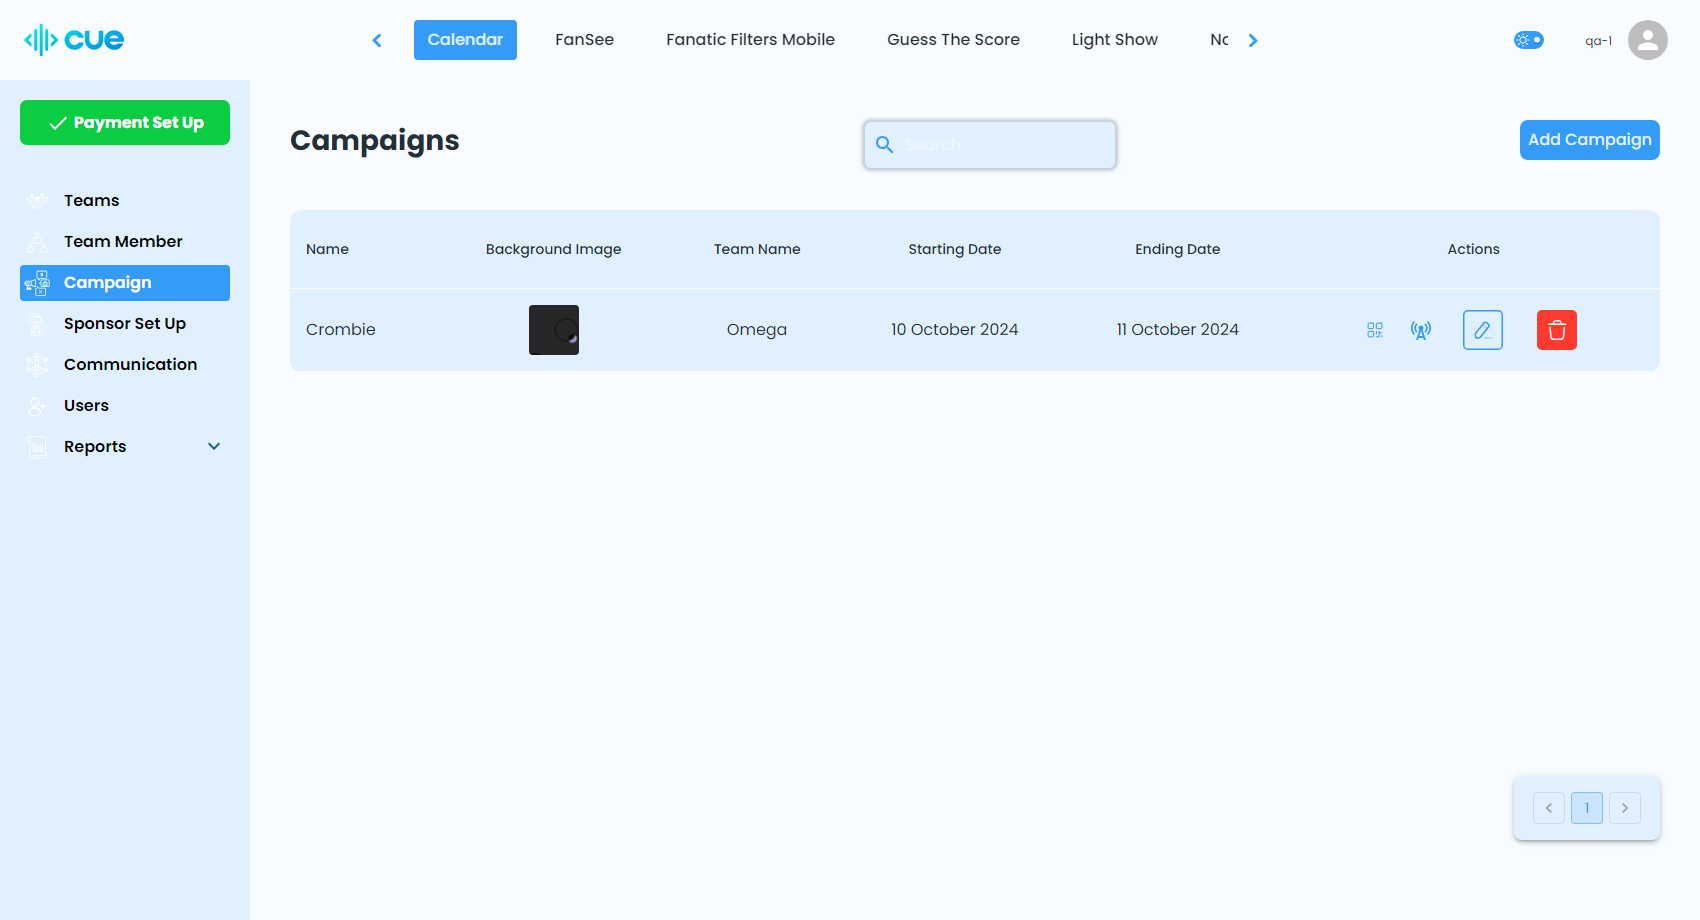 cue
Calendar
FanSee
Fanatic Filters Mobile
Guess The Score
Light Show
qa-1
Payment Set Up
Teams
Team Member
Campaign
Sponsor Set Up
Communication
Users
Reports
Campaigns
Search
Add Campaign
Name Background Image Team Name Starting Date Ending Date Actions
Crombie Omega 10 October 2024 11 October 2024
1